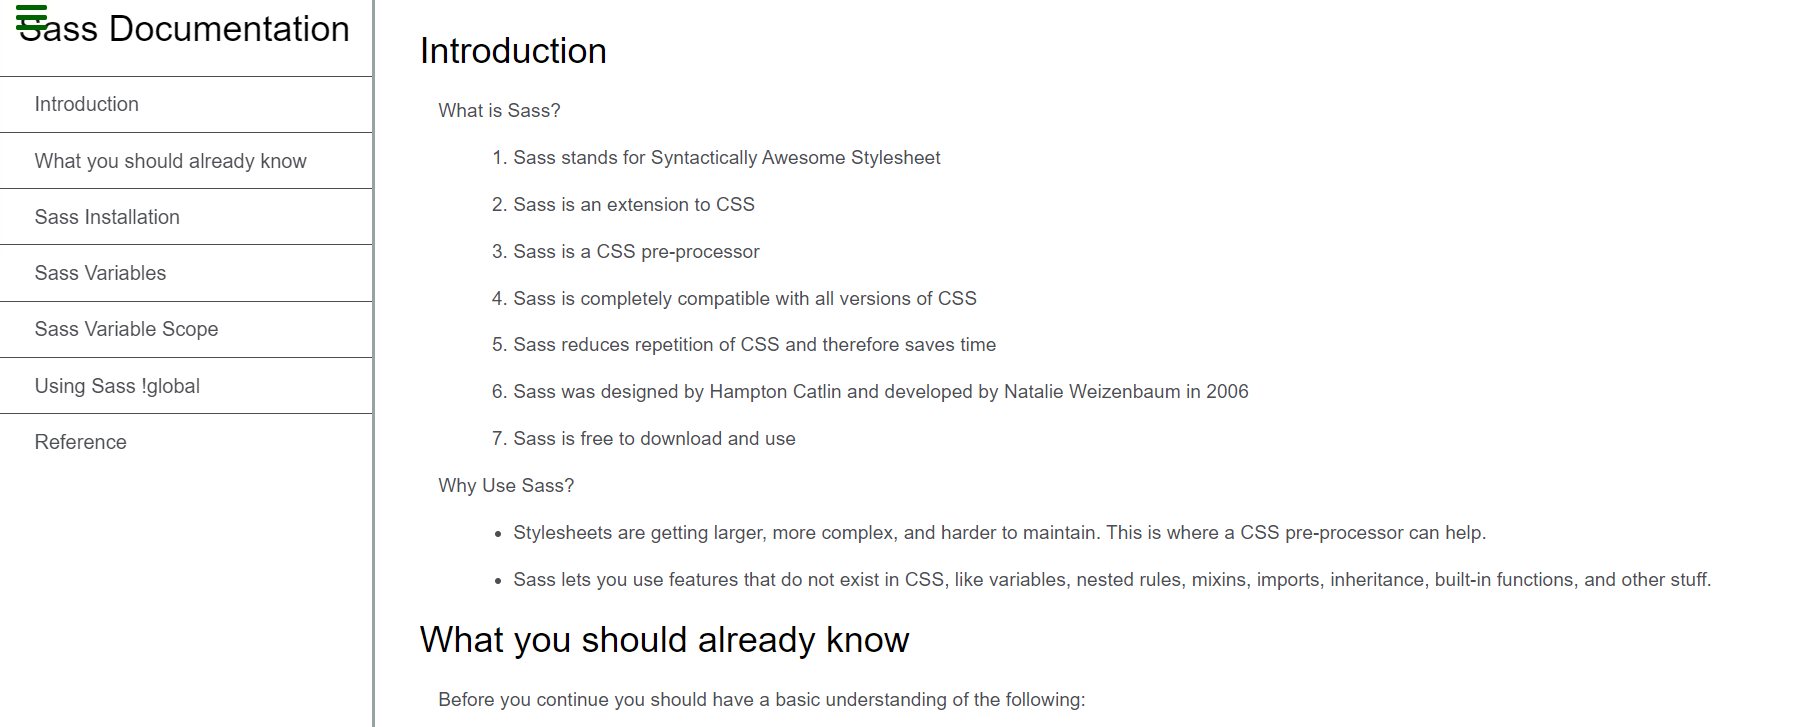 Sass Documentation
Introduction
What you should already know
Sass Installation
Sass Variables
Sass Variable Scope
Using Sass !global
Reference
Introduction
What is Sass?
1. Sass stands for Syntactically Awesome Stylesheet
2. Sass is an extension to CSS
3. Sass is a CSS pre-processor
4. Sass is completely compatible with all versions of CSS
5. Sass reduces repetition of CSS and therefore saves time
6. Sass was designed by Hampton Catlin and developed by Natalie Weizenbaum in 2006
7. Sass is free to download and use
Why Use Sass?
• Stylesheets are getting larger, more complex, and harder to maintain. This is where a CSS pre-processor can help.
• Sass lets you use features that do not exist in CSS, like variables, nested rules, mixins, imports, inheritance, built-in functions, and other stuff.
What you should already know
Before you continue you should have a basic understanding of the following: